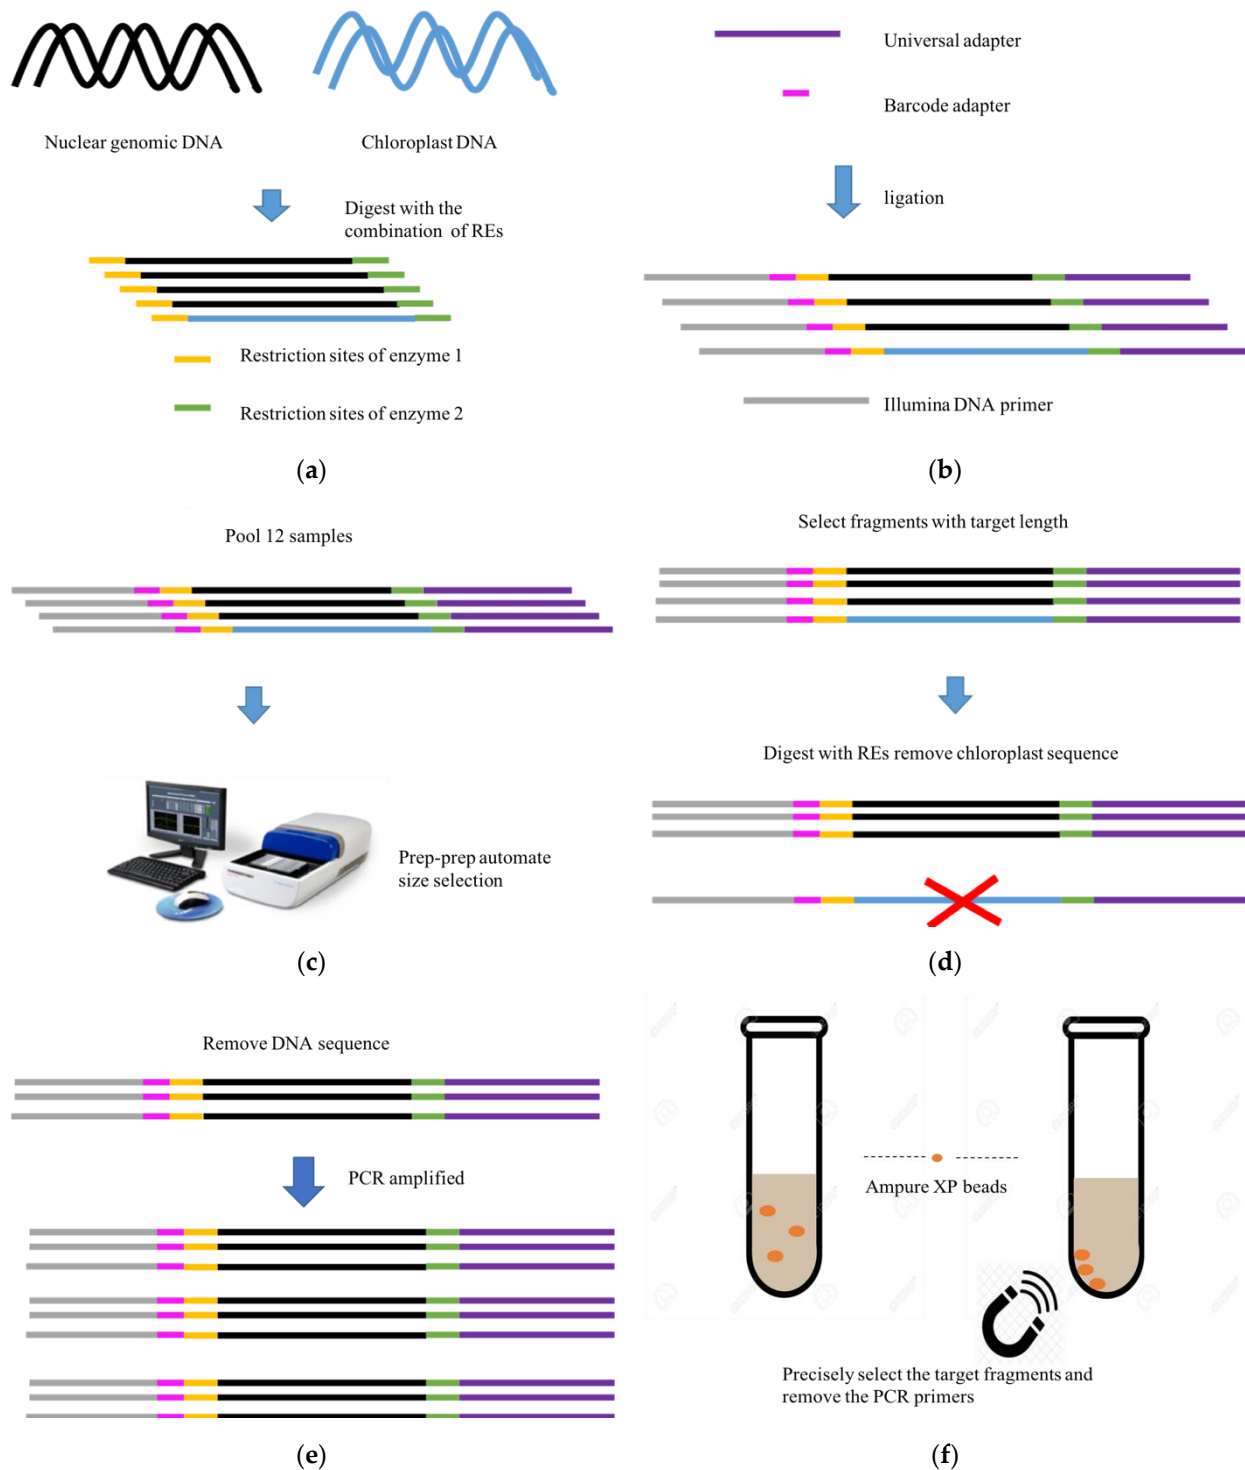 Nuclear genomic DNA
Chloroplast DNA
Digest with the
combination of REs
Restriction sites of enzyme 1
Restriction sites of enzyme 2
(a)
Universal adapter
Barcode adapter
ligation
Illumina DNA primer
(b)
Pool 12 samples
Prep-prep automate
size selection
(c)
Select fragments with target length
Digest with REs remove chloroplast sequence
(d)
Remove DNA sequence
PCR amplified
(e)
Ampure XP beads
Precisely select the target fragments and
remove the PCR primers
(f)